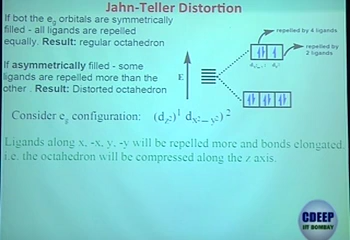 Jahn-Teller Distortion
If bot the eg orbitals are symmetrically
filled - all ligands are repelled
equally. Result: regular octahedron
repelled by 4 ligands
repelled by
2 ligands
If asymmetrically filled - some
ligands are repelled more than the
other . Result: Distorted octahedron
E
Consider eg configuration: (dz²)¹ dx²–y²)²
Ligands along x, -x, y, -y will be repelled more and bonds elongated.
i.e. the octahedron will be compressed along the z axis.
CDEEP
IIT BOMBAY